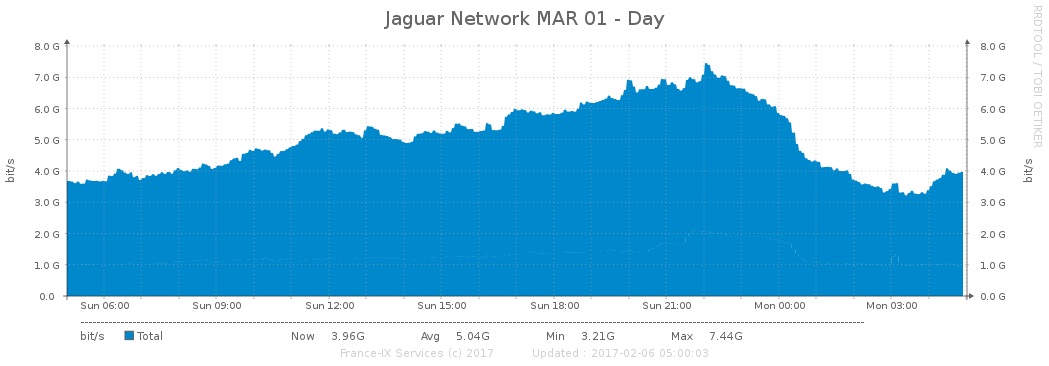 Jaguar Network MAR 01 - Day
RRDTOOL / TOBI OETIKER
8.0 G 8.0 G
7.0 G 7.0 G
6.0 G 6.0 G
5.0 G 5.0 G
4.0 G 4.0 G
3.0 G 3.0 G
2.0 G 2.0 G
1.0 G 1.0 G
0.0 0.0 G
bit/s bit/s
Sun 06:00 Sun 09:00 Sun 12:00 Sun 15:00 Sun 18:00 Sun 21:00 Mon 00:00 Mon 03:00
bit/s Total Now 3.96G Avg 5.04G Min 3.21G Max 7.44G
France-IX Services (c) 2017 Updated : 2017-02-06 05:00:03